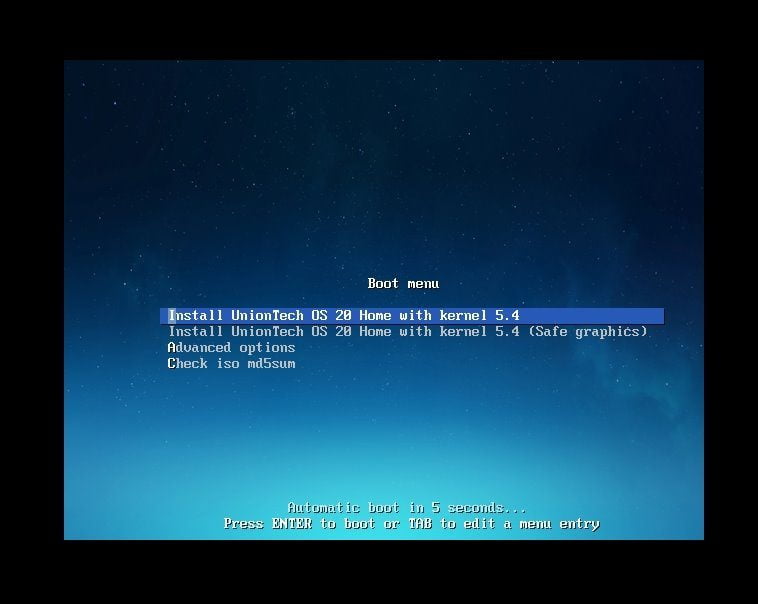 Boot menu
Install UnionTech OS 20 Home with kernel 5.4
Install UnionTech OS 20 Home with kernel 5.4 (Safe graphics)
Advanced options
Check iso md5sum
Automatic boot in 5 seconds...
Press ENTER to boot or TAB to edit a menu entry